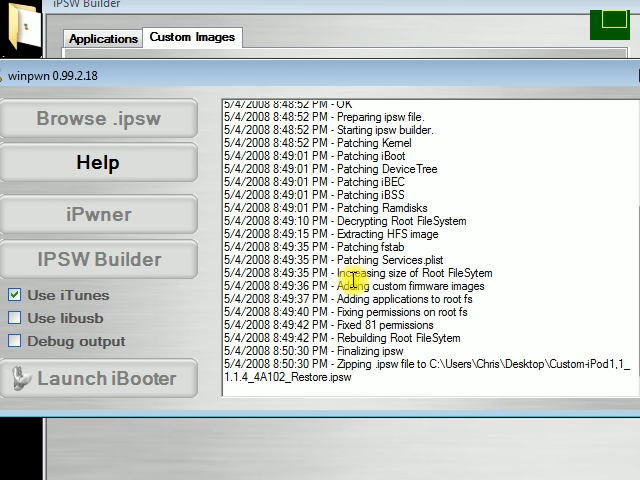 iPSW Builder
Applications
Custom Images
winpwn 0.99.2.18
Browse .ipsw
Help
iPwner
IPSW Builder
Use iTunes
Use libusb
Debug output
Launch iBooter
5/4/2008 8:48:52 PM - OK
5/4/2008 8:48:52 PM - Preparing ipsw file.
5/4/2008 8:48:52 PM - Starting ipsw builder.
5/4/2008 8:48:52 PM - Patching Kernel
5/4/2008 8:49:01 PM - Patching iBoot
5/4/2008 8:49:01 PM - Patching DeviceTree
5/4/2008 8:49:01 PM - Patching iBEC
5/4/2008 8:49:01 PM - Patching iBSS
5/4/2008 8:49:01 PM - Patching Ramdisks
5/4/2008 8:49:10 PM - Decrypting Root FileSystem
5/4/2008 8:49:15 PM - Extracting HFS image
5/4/2008 8:49:35 PM - Patching fstab
5/4/2008 8:49:35 PM - Patching Services.plist
5/4/2008 8:49:35 PM - Increasing size of Root FileSytem
5/4/2008 8:49:36 PM - Adding custom firmware images
5/4/2008 8:49:37 PM - Adding applications to root fs
5/4/2008 8:49:40 PM - Fixing permissions on root fs
5/4/2008 8:49:42 PM - Fixed 81 permissions
5/4/2008 8:49:42 PM - Rebuilding Root FileSytem
5/4/2008 8:50:30 PM - Finalizing ipsw
5/4/2008 8:50:30 PM - Zipping .ipsw file to C:\Users\Chris\Desktop\Custom-iPod1,1_
1.1.4_4A102_Restore.ipsw